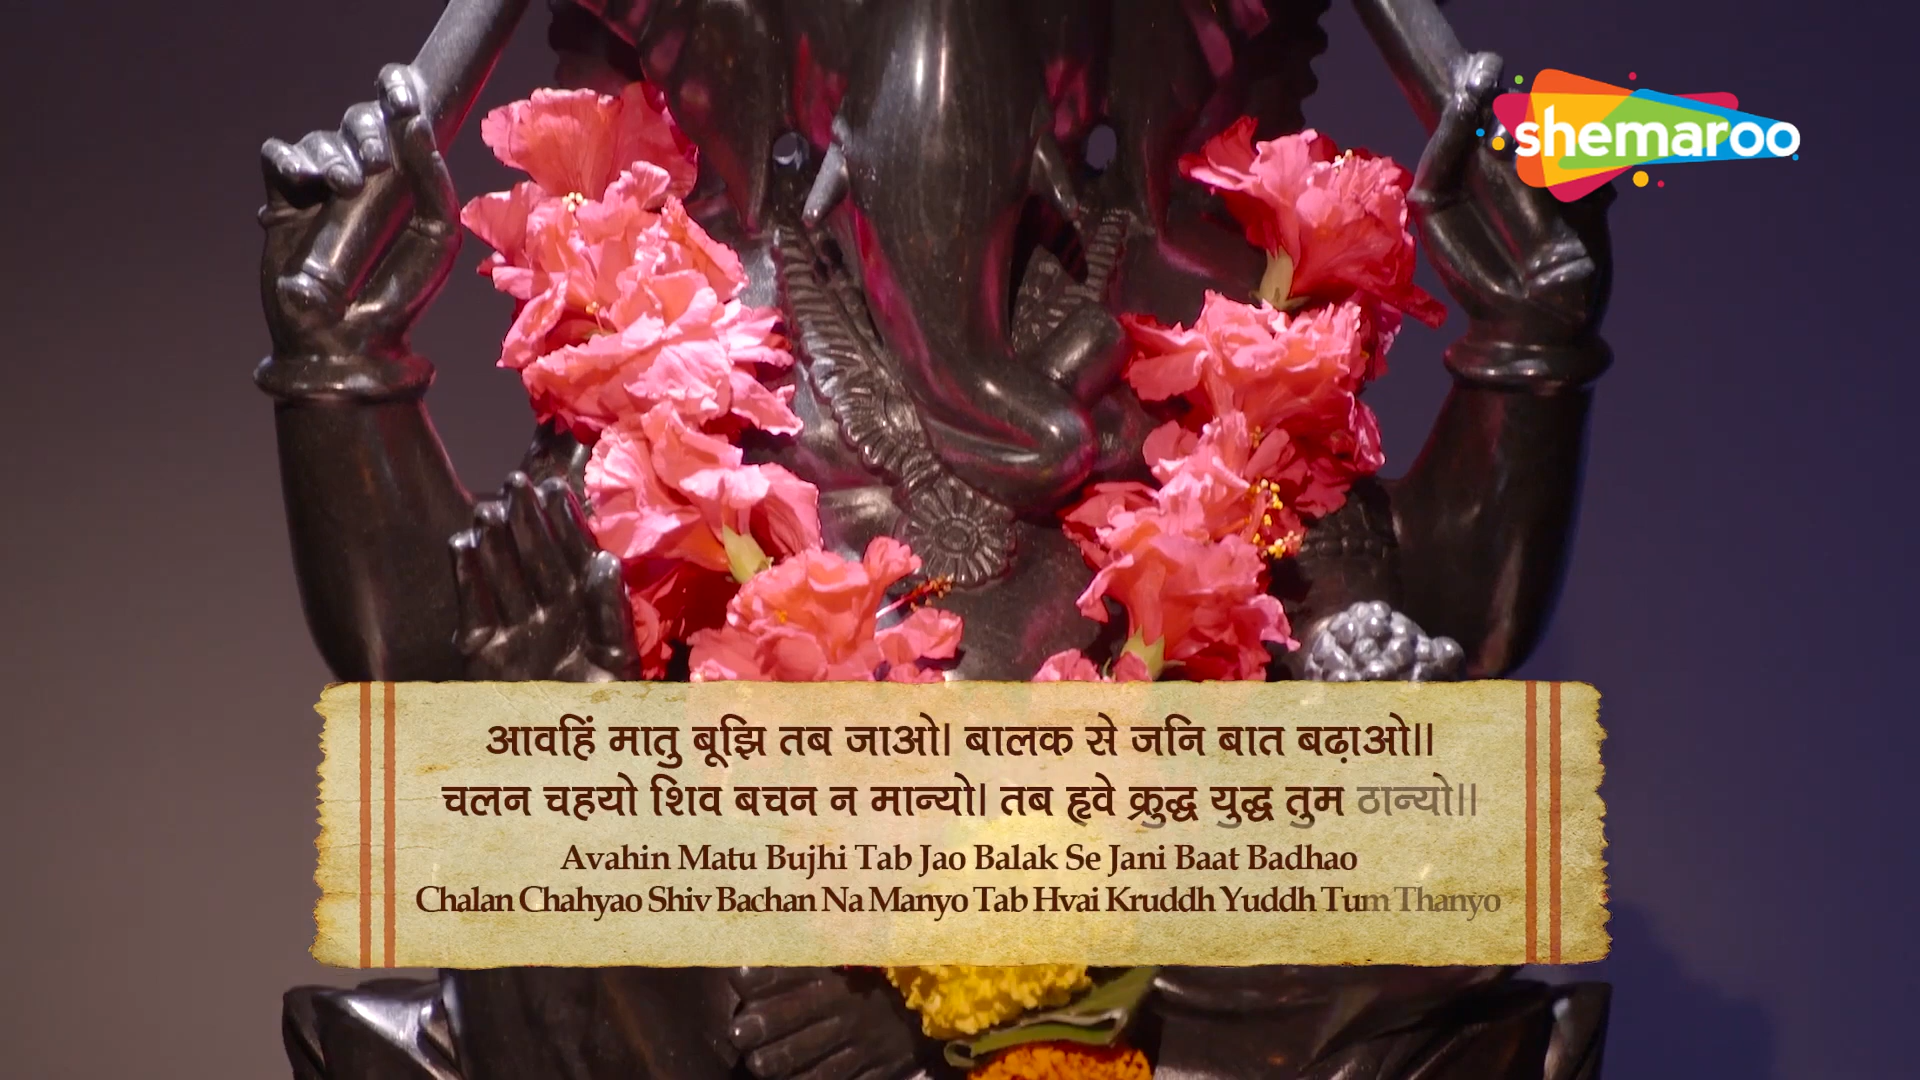 shemaroo
आवहिं मातु बूझि तब जाओ। बालक से जनि बात बढ़ाओ।।
चलन चहयो शिव बचन न मान्यो। तब हृवे क्रुद्ध युद्ध तुम ठान्यो।।
Avahin Matu Bujhi Tab Jao Balak Se Jani Baat Badhao
Chalan Chahyao Shiv Bachan Na Manyo Tab Hvai Kruddh Yuddh Tum Thanyo